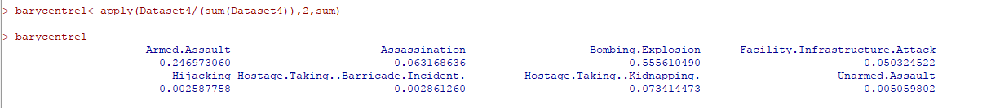 > barycentrel<-apply(Dataset4/(sum(Dataset4)),2,sum)
> barycentrel
Armed.Assault Assassination Bombing.Explosion Facility.Infrastructure.Attack
0.246973060 0.063168636 0.555610490 0.050324522
Hijacking Hostage.Taking..Barricade.Incident. Hostage.Taking..Kidnapping. Unarmed.Assault
0.002587758 0.002861260 0.073414473 0.005059802